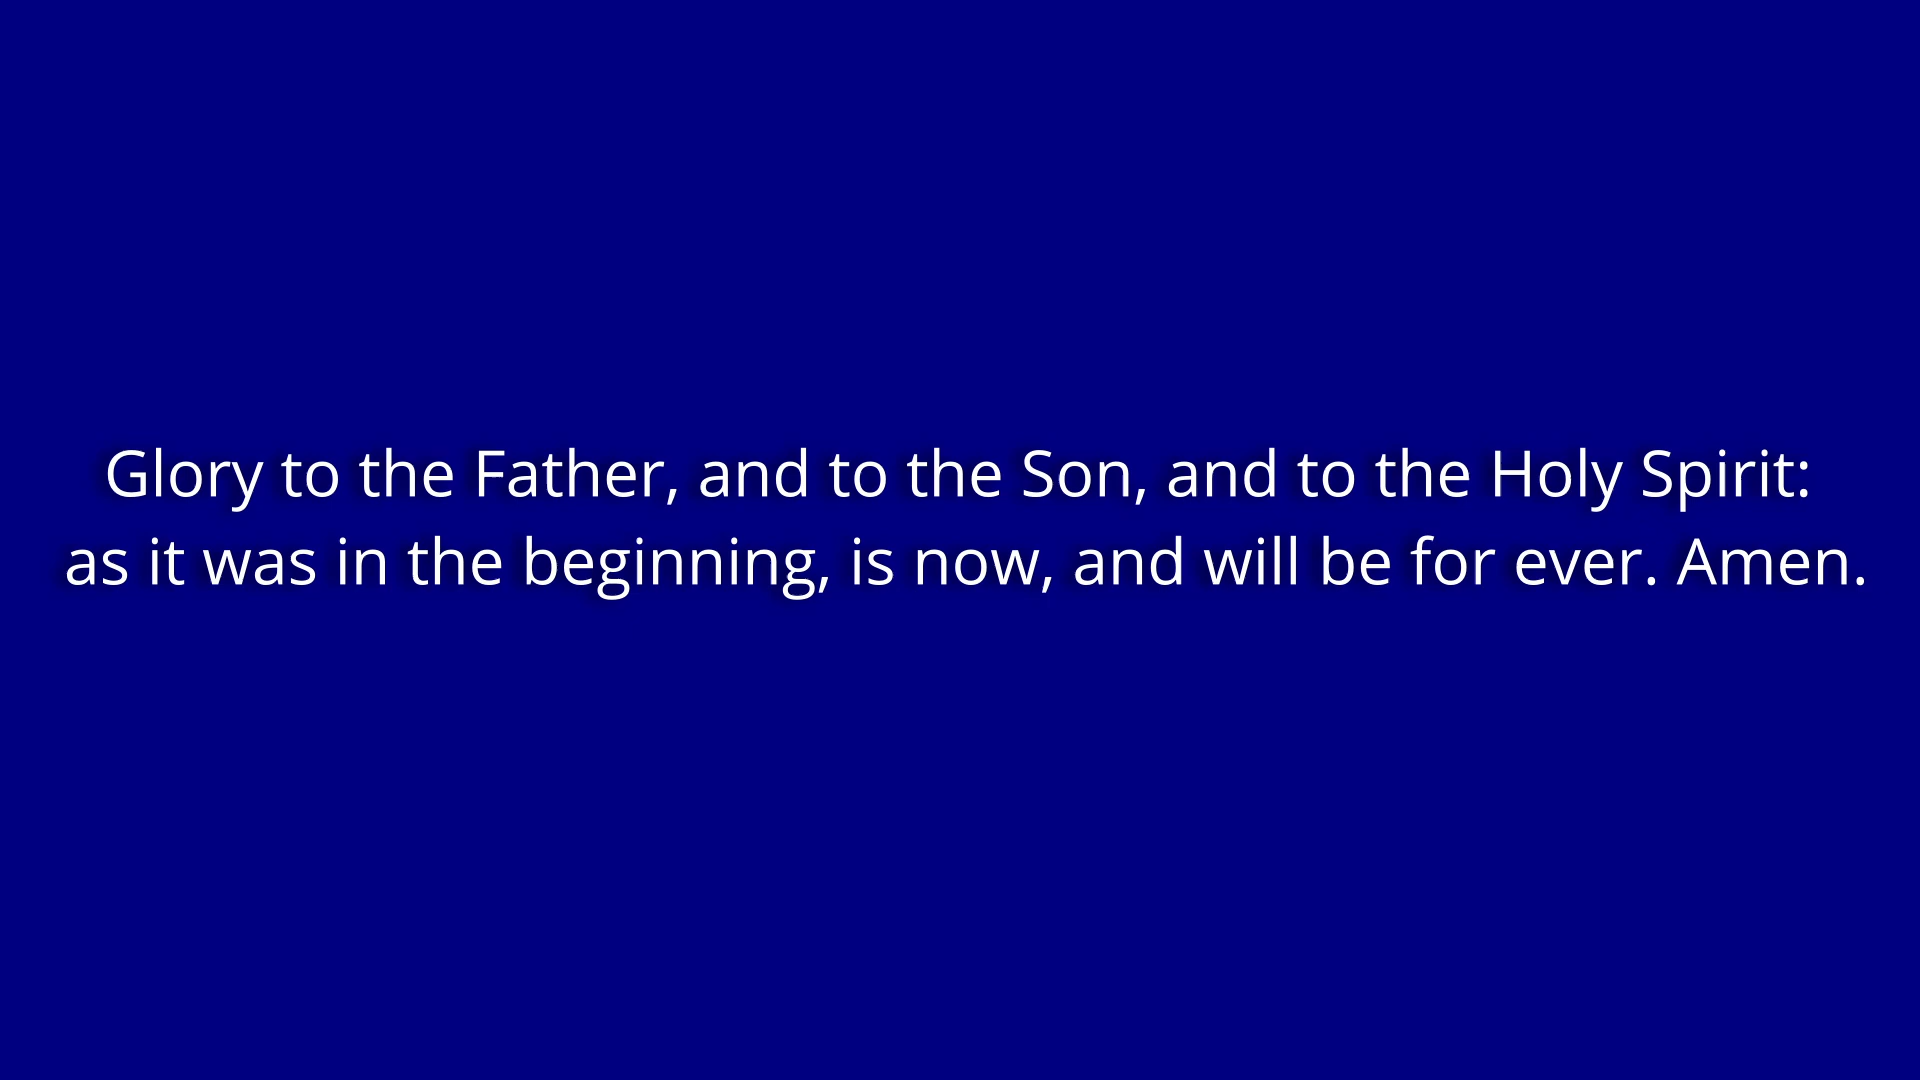 Glory to the Father, and to the Son, and to the Holy Spirit:
as it was in the beginning, is now, and will be for ever. Amen.